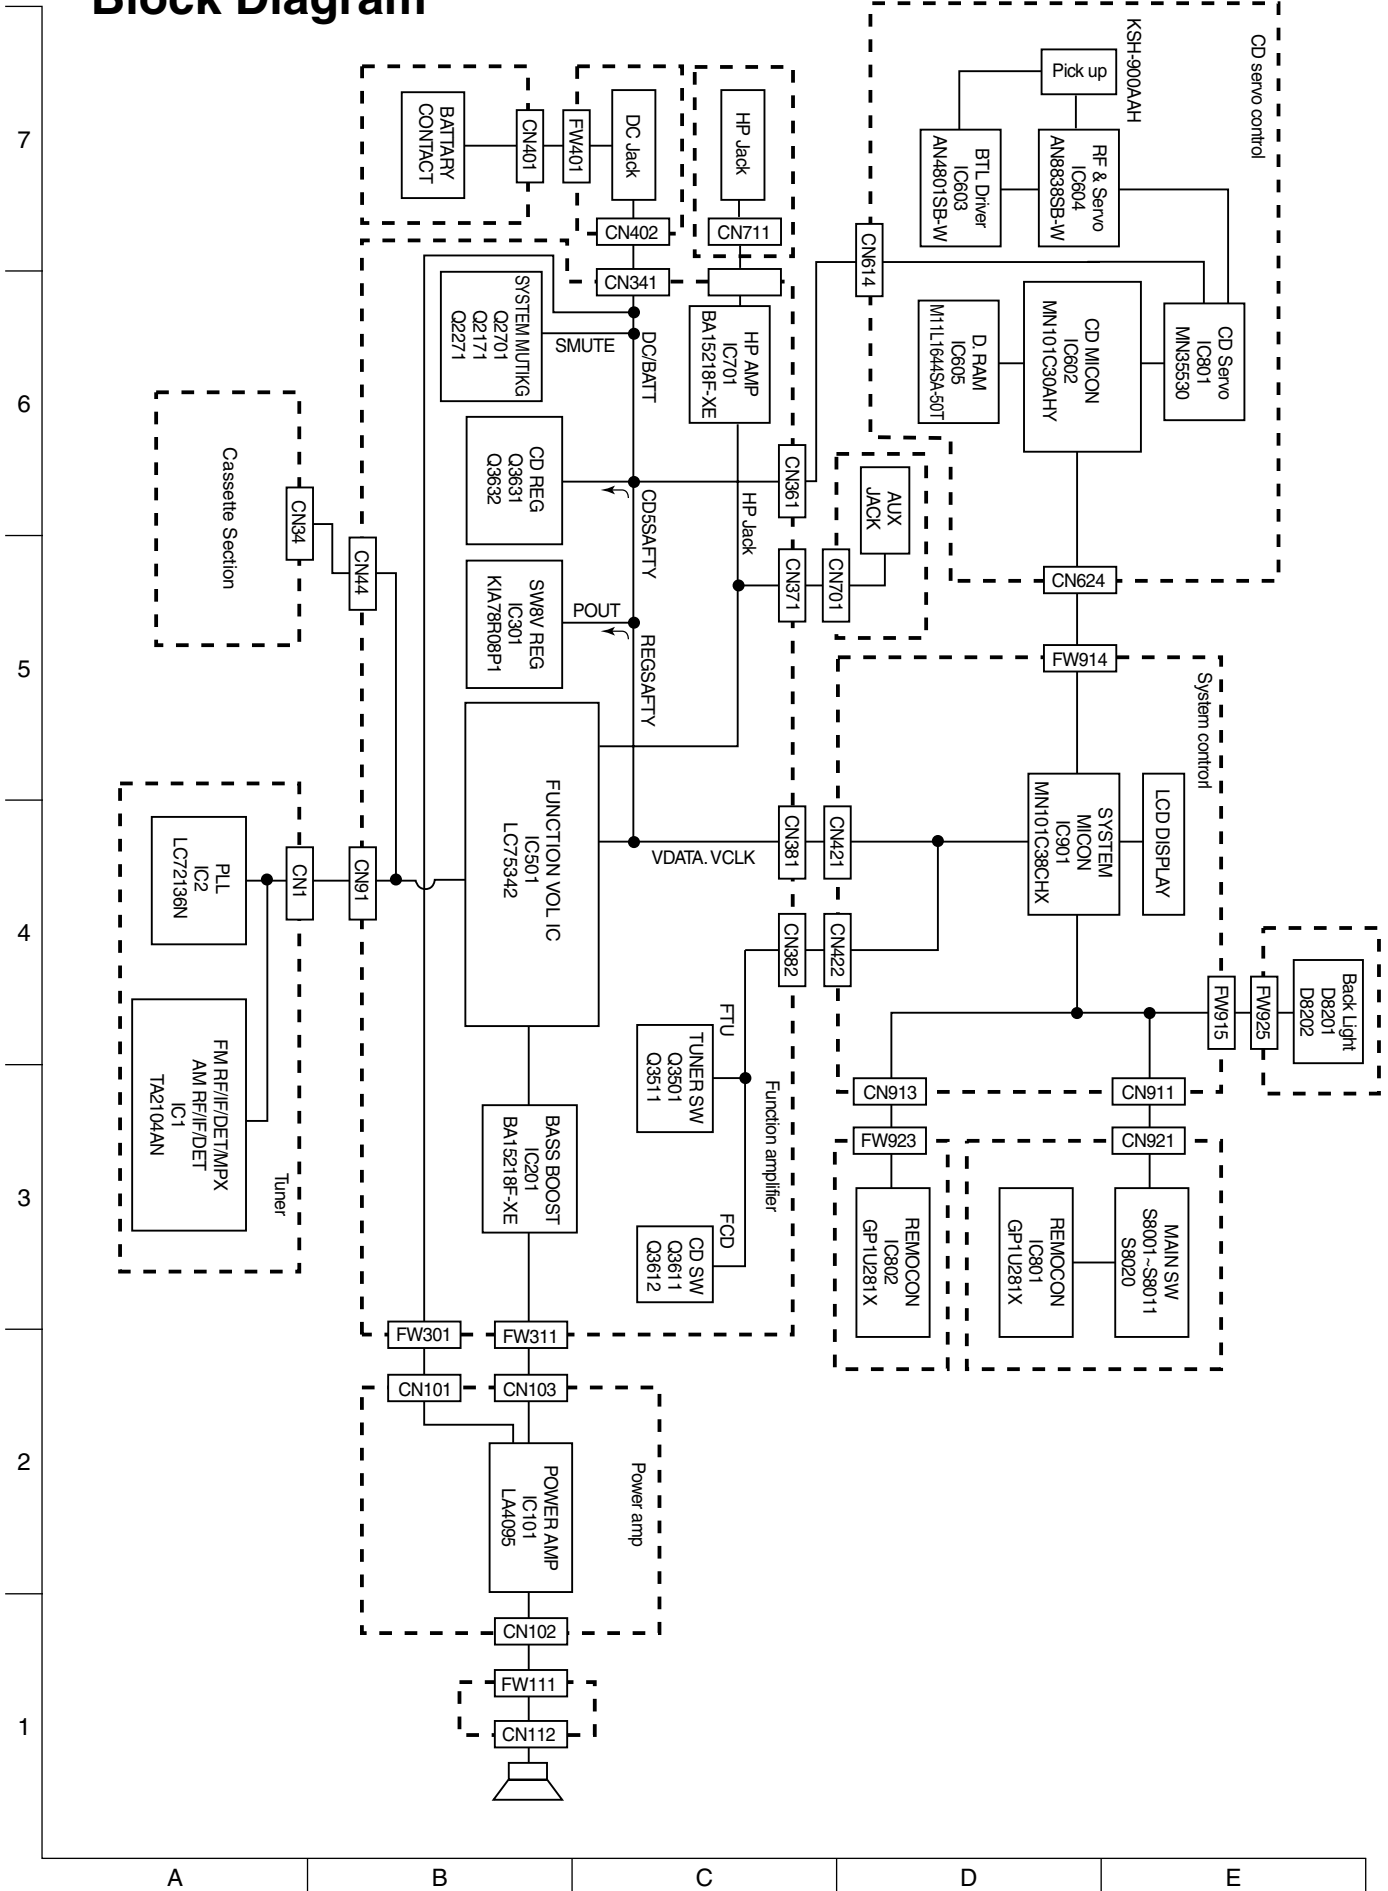 Block Diagram
7
6
5
4
3
2
1
A
B
C
D
E
CD servo control
KSH-900AAH
Pick up
BTL Driver
IC603
AN4801SB-W
RF & Servo
IC604
AN8838SB-W
CN614
CD Servo
IC801
MN35530
CD MICON
IC602
MN101C30AHY
D. RAM
IC605
M11L1644SA-50T
CN624
BATTARY
CONTACT
CN401
FW401
DC Jack
CN402
HP Jack
CN711
CN341
SYSTEM MUTIKG
Q2701
Q2171
Q2271
SMUTE
DC/BATT
HP AMP
IC701
BA15218F-XE
CD REG
Q3631
Q3632
CD5SAFTY
HP Jack
CN361
AUX
JACK
CN371
CN701
SW8V REG
IC301
KIA78R08P1
POUT
REGSAFTY
Cassette Section
CN34
CN44
FW914
System controrl
LCD DISPLAY
SYSTEM
MICON
IC901
MN101C38CHX
FUNCTION VOL IC
IC501
LC75342
VDATA. VCLK
CN381
CN421
CN382
CN422
PLL
IC2
LC72136N
CN1
CN91
FM RF/IF/DET/MPX
AM RF/IF/DET
IC1
TA2104AN
Tuner
Back Light
D8201
D8202
FW915
FW925
FTU
TUNER SW
Q3501
Q3511
Function amplifier
FCD
CD SW
Q3611
Q3612
BASS BOOST
IC201
BA15218F-XE
CN913
CN911
FW923
CN921
REMOCON
IC802
GP1U281X
REMOCON
IC801
GP1U281X
MAIN SW
S8001~S8011
S8020
FW301
FW311
CN101
CN103
POWER AMP
IC101
LA4095
Power amp
CN102
FW111
CN112